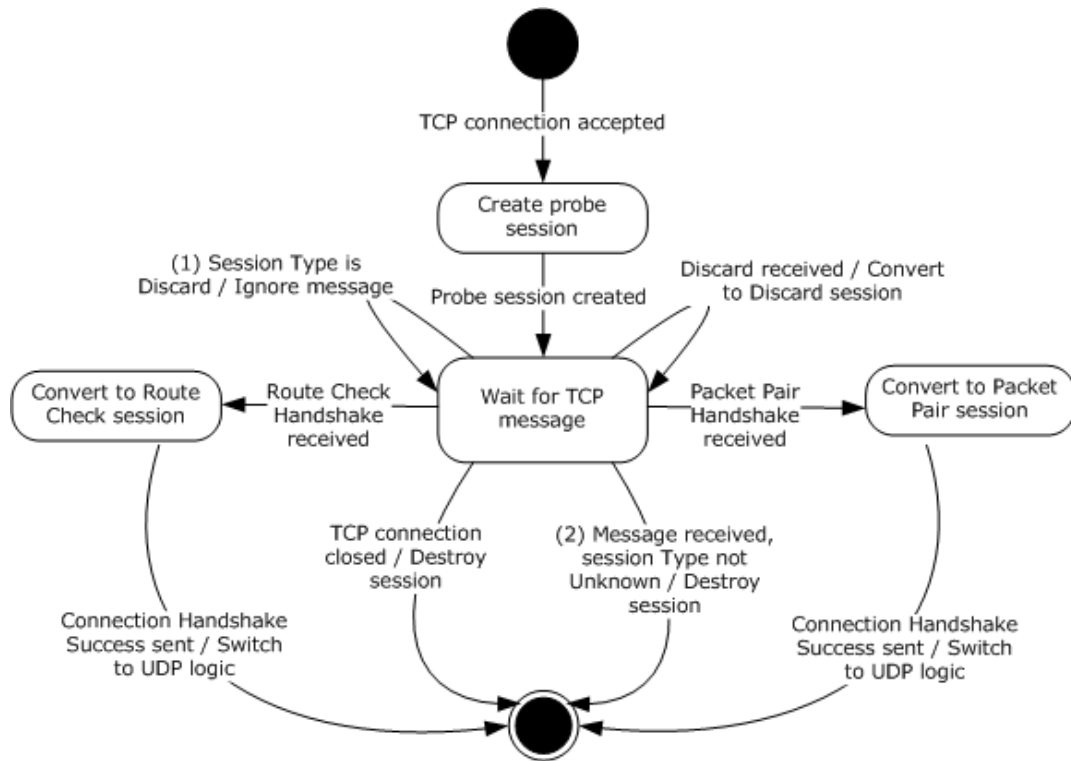 TCP connection accepted
Create probe
session
(1) Session Type is
Discard / Ignore message
Probe session created
Discard received / Convert
to Discard session
Convert to Route
Check session
Route Check
Handshake
received
Wait for TCP
message
Packet Pair
Handshake
received
Convert to Packet
Pair session
TCP connection
closed / Destroy
session
(2) Message received,
session Type not
Unknown / Destroy
session
Connection Handshake
Success sent / Switch
to UDP logic
Connection Handshake
Success sent / Switch
to UDP logic